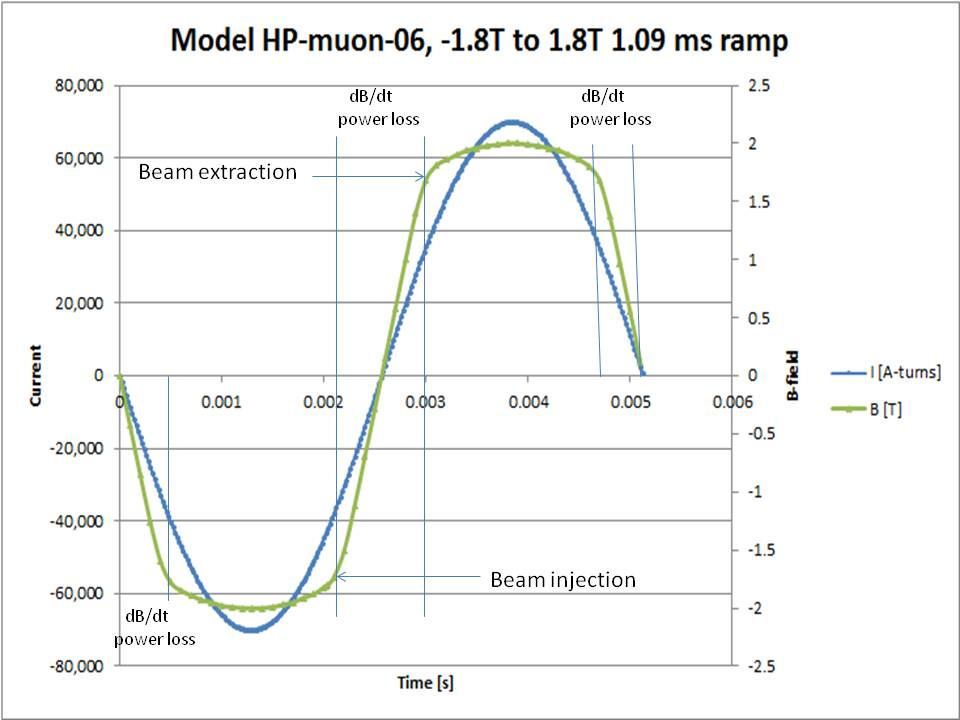 Model HP-muon-06, -1.8T to 1.8T 1.09 ms ramp
80,000
60,000
40,000
20,000
0
-20,000
-40,000
-60,000
-80,000
Current
2.5
2
1.5
1
0.5
0
-0.5
-1
-1.5
-2
-2.5
B-field
0
0.001
0.002
0.003
0.004
0.005
0.006
Time [s]
dB/dt
power loss
dB/dt
power loss
Beam extraction
Beam injection
dB/dt
power loss
I [A-turns]
B [T]